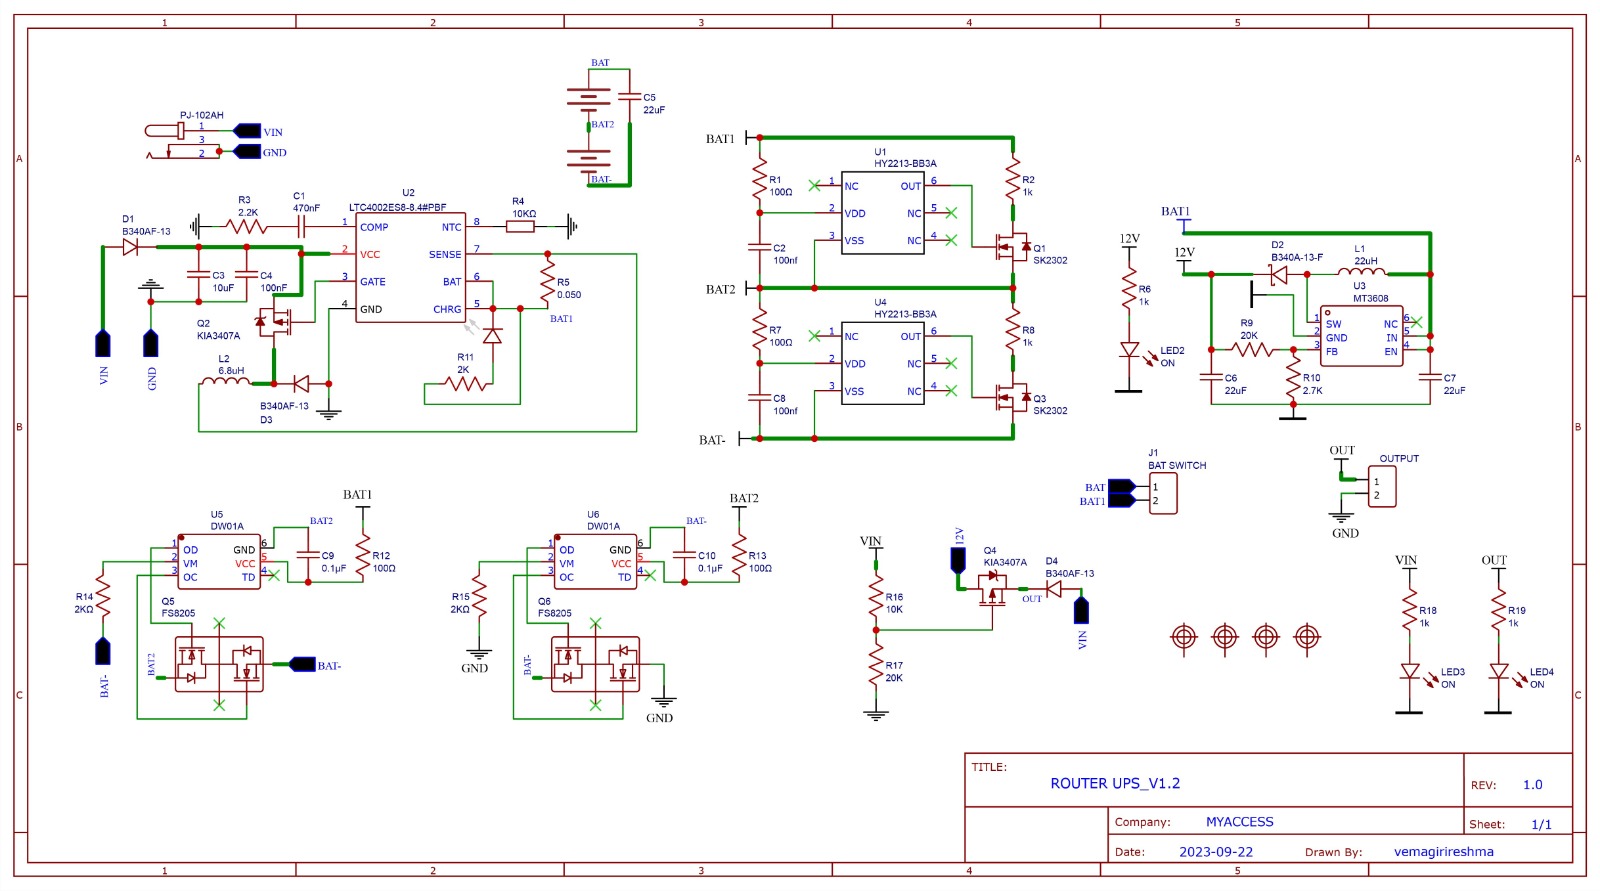 1 2 3 4 5
A A
B B
C C
PJ-102AH
1
3
2
VIN
GND
BAT
BAT2
BAT-
C5
22uF
D1
B340AF-13
R3
2.2K
C1
470nF
U2
LTC4002ES8-8.4#PBF
1 COMP
2 VCC
3 GATE
4 GND
NTC 8
SENSE 7
BAT 6
CHRG 5
R4
10KΩ
R5
0.050
BAT1
C3
10uF
C4
100nF
Q2
KIA3407A
L2
6.8uH
B340AF-13
D3
R11
2K
VIN
GND
BAT1
BAT2
BAT-
R1
100Ω
C2
100nf
U1
HY2213-BB3A
1 NC
2 VDD
3 VSS
OUT 6
NC 5
NC 4
R2
1k
Q1
SK2302
R7
100Ω
C8
100nf
U4
HY2213-BB3A
1 NC
2 VDD
3 VSS
OUT 6
NC 5
NC 4
R8
1k
Q3
SK2302
12V
R6
1k
LED2
ON
BAT1
12V
D2
B340A-13-F
L1
22uH
U3
MT3608
1 SW
2 GND
3 FB
NC 6
IN 5
EN 4
R9
20K
R10
2.7K
C6
22uF
C7
22uF
J1
BAT SWITCH
BAT
BAT1
1
2
OUT
OUTPUT
1
2
GND
U5
DW01A
1 OD
2 VM
3 OC
GND 6
VCC 5
TD 4
BAT2
C9
0.1µF
BAT1
R12
100Ω
R14
2KΩ
BAT-
Q5
FS8205
BAT2
BAT-
U6
DW01A
1 OD
2 VM
3 OC
GND 6
VCC 5
TD 4
BAT-
C10
0.1µF
BAT2
R13
100Ω
R15
2KΩ
GND
Q6
FS8205
BAT-
GND
VIN
R16
10K
R17
20K
12V
Q4
KIA3407A
OUT
D4
B340AF-13
VIN
VIN
R18
1k
LED3
ON
OUT
R19
1k
LED4
ON
TITLE:
ROUTER UPS_V1.2
REV: 1.0
Company: MYACCESS
Sheet: 1/1
Date: 2023-09-22 Drawn By: vemagirireshma
1 2 3 4 5